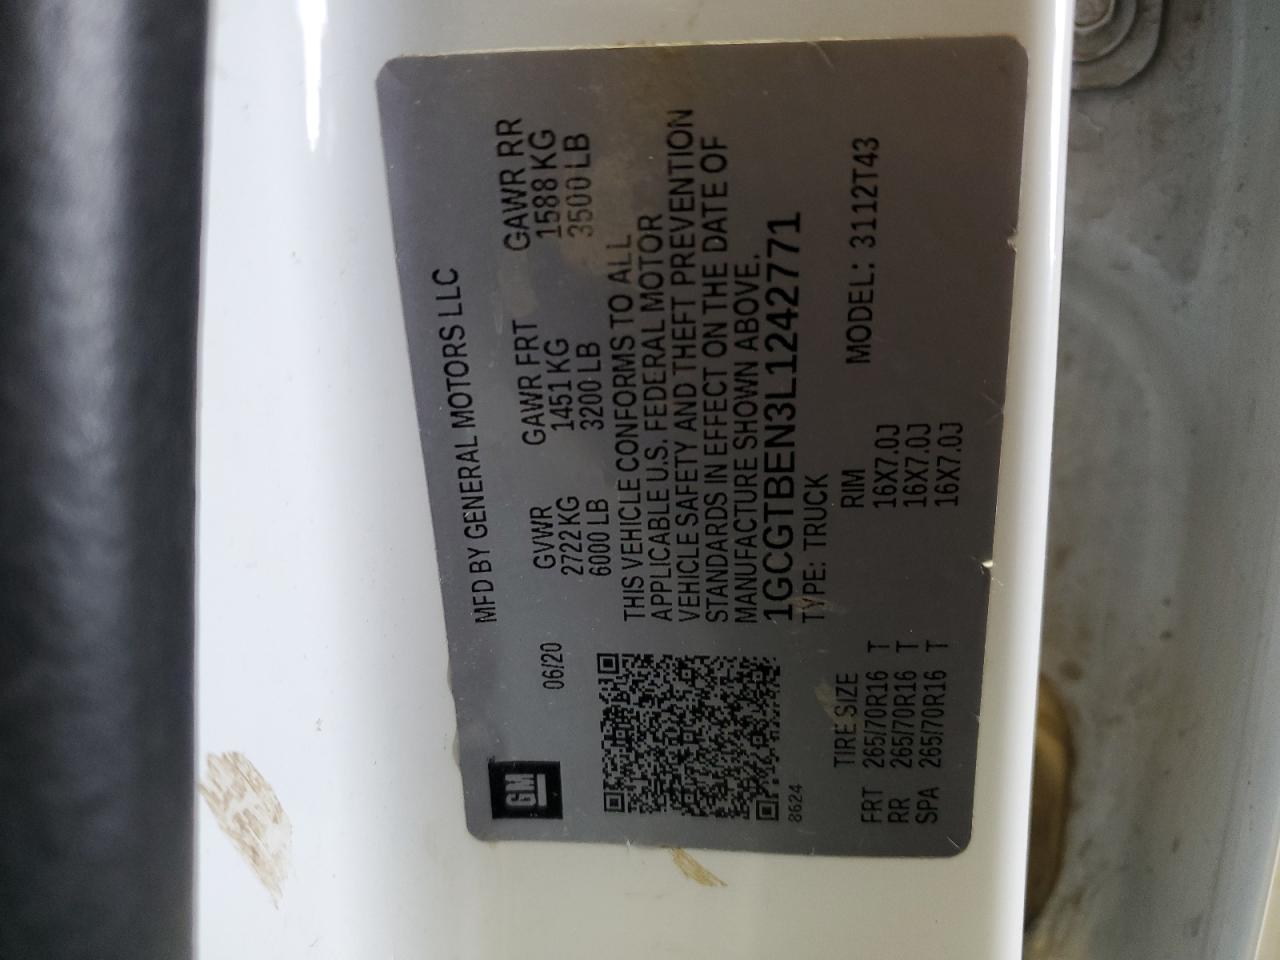 GM
MFD BY GENERAL MOTORS LLC
06/20
GVWR GAWR FRT GAWR RR
2722 KG 1451 KG 1588 KG
6000 LB 3200 LB 3500 LB
THIS VEHICLE CONFORMS TO ALL
APPLICABLE U.S. FEDERAL MOTOR
VEHICLE SAFETY AND THEFT PREVENTION
STANDARDS IN EFFECT ON THE DATE OF
MANUFACTURE SHOWN ABOVE.
1GCGTBEN3L1242771
8624
TYPE: TRUCK
MODEL: 3112T43
TIRE SIZE RIM
FRT 265/70R16 T 16X7.0J
RR 265/70R16 T 16X7.0J
SPA 265/70R16 T 16X7.0J